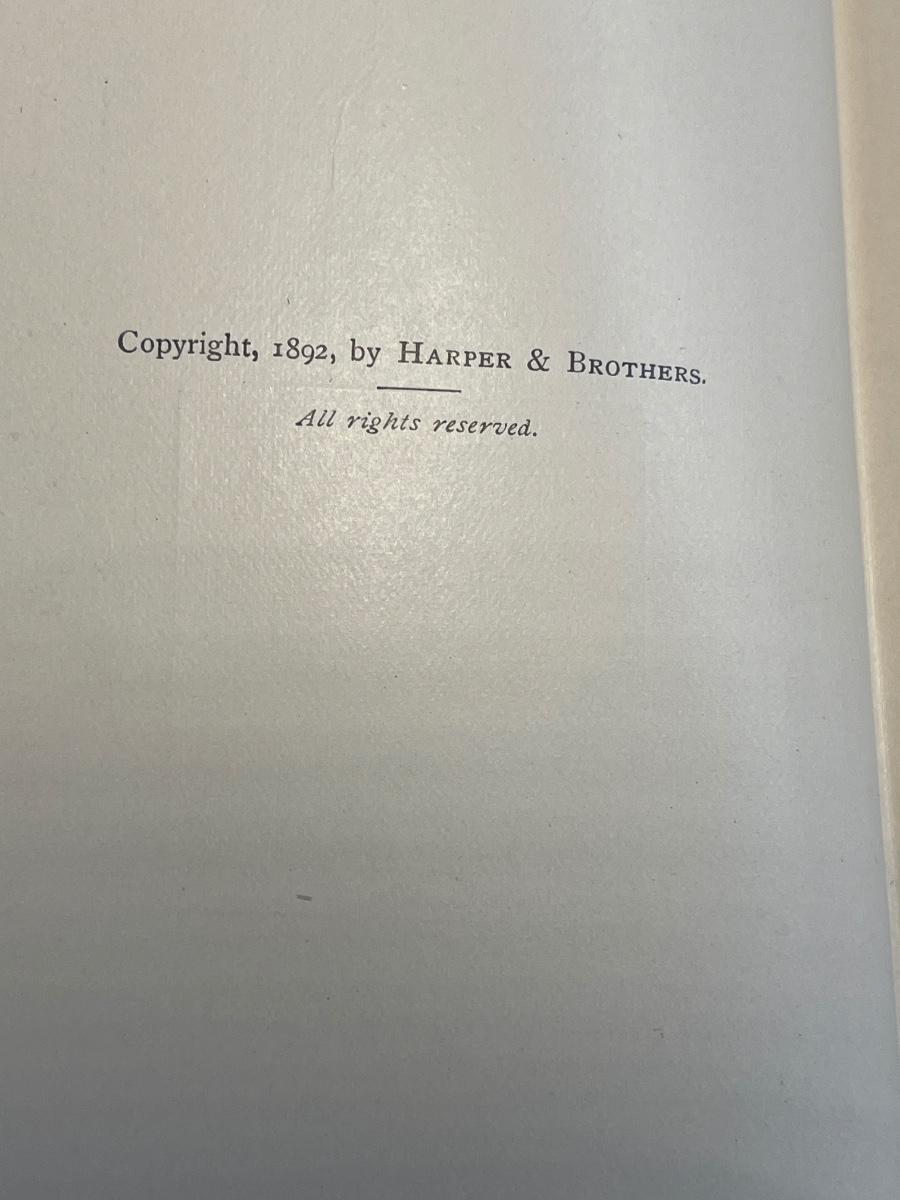 Copyright, 1892, by HARPER & BROTHERS.
All rights reserved.